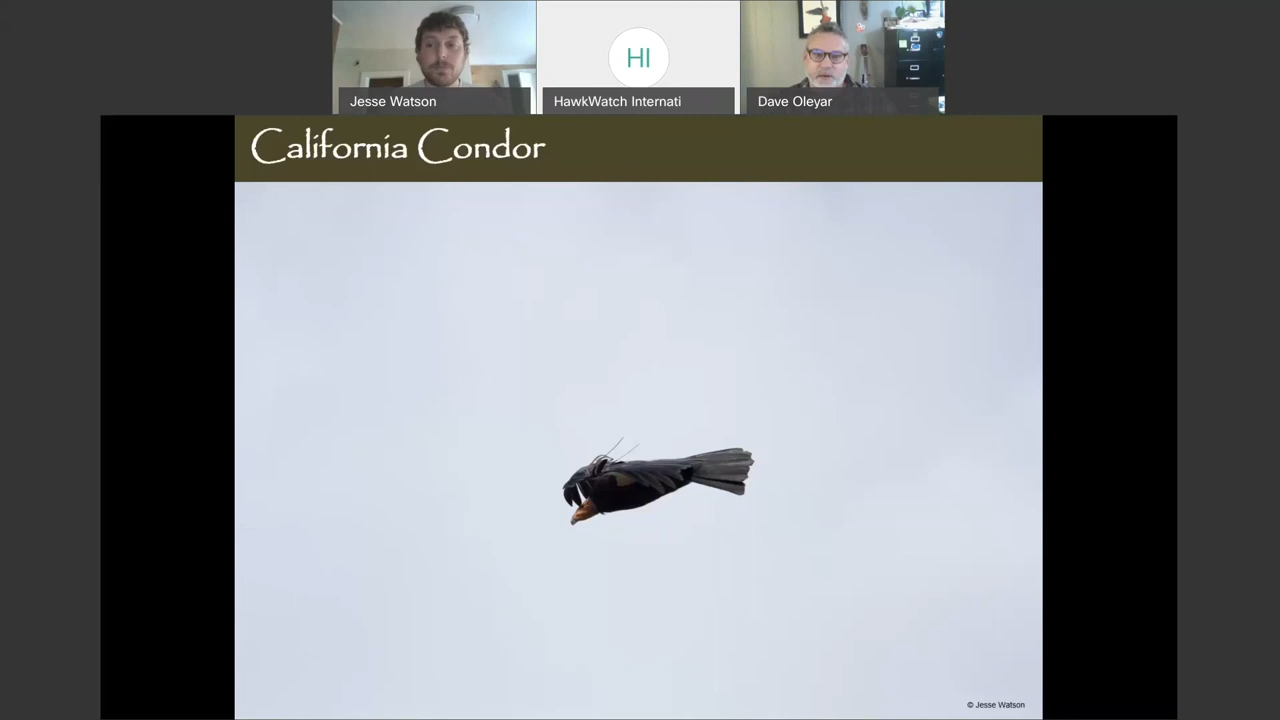 HI
Jesse Watson
HawkWatch Internati
Dave Oleyar
California Condor
© Jesse Watson